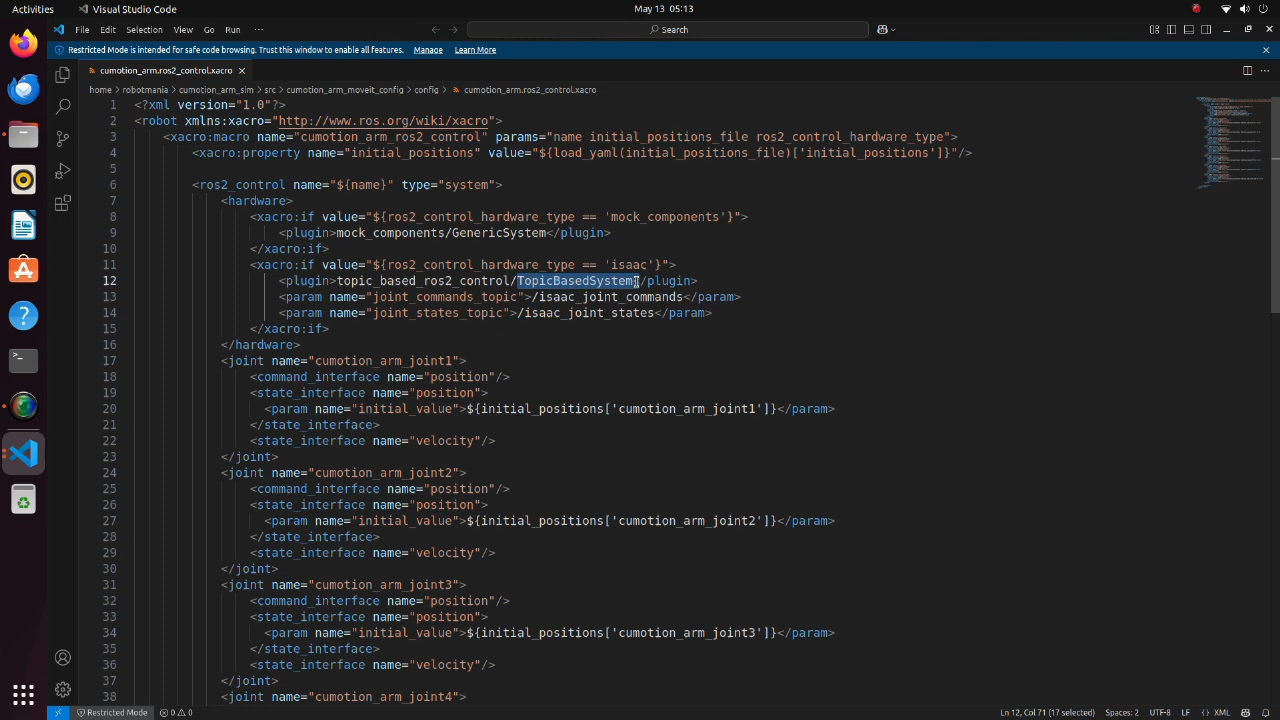 Activities
Visual Studio Code
May 13 05:13
File Edit Selection View Go Run ···
Search
Restricted Mode is intended for safe code browsing. Trust this window to enable all features. Manage Learn More
cumotion_arm.ros2_control.xacro
home > robotmania > cumotion_arm_sim > src > cumotion_arm_moveit_config > config > cumotion_arm.ros2_control.xacro
1 <?xml version="1.0"?>
2 <robot xmlns:xacro="http://www.ros.org/wiki/xacro">
3 <xacro:macro name="cumotion_arm_ros2_control" params="name initial_positions_file ros2_control_hardware_type">
4 <xacro:property name="initial_positions" value="${load_yaml(initial_positions_file)['initial_positions']}"/>
5
6 <ros2_control name="${name}" type="system">
7 <hardware>
8 <xacro:if value="${ros2_control_hardware_type == 'mock_components'}">
9 <plugin>mock_components/GenericSystem</plugin>
10 </xacro:if>
11 <xacro:if value="${ros2_control_hardware_type == 'isaac'}">
12 <plugin>topic_based_ros2_control/TopicBasedSystem</plugin>
13 <param name="joint_commands_topic">/isaac_joint_commands</param>
14 <param name="joint_states_topic">/isaac_joint_states</param>
15 </xacro:if>
16 </hardware>
17 <joint name="cumotion_arm_joint1">
18 <command_interface name="position"/>
19 <state_interface name="position">
20 <param name="initial_value">${initial_positions['cumotion_arm_joint1']}</param>
21 </state_interface>
22 <state_interface name="velocity"/>
23 </joint>
24 <joint name="cumotion_arm_joint2">
25 <command_interface name="position"/>
26 <state_interface name="position">
27 <param name="initial_value">${initial_positions['cumotion_arm_joint2']}</param>
28 </state_interface>
29 <state_interface name="velocity"/>
30 </joint>
31 <joint name="cumotion_arm_joint3">
32 <command_interface name="position"/>
33 <state_interface name="position">
34 <param name="initial_value">${initial_positions['cumotion_arm_joint3']}</param>
35 </state_interface>
36 <state_interface name="velocity"/>
37 </joint>
38 <joint name="cumotion_arm_joint4">
Restricted Mode 0 0
Ln 12, Col 71 (17 selected) Spaces: 2 UTF-8 LF {} XML